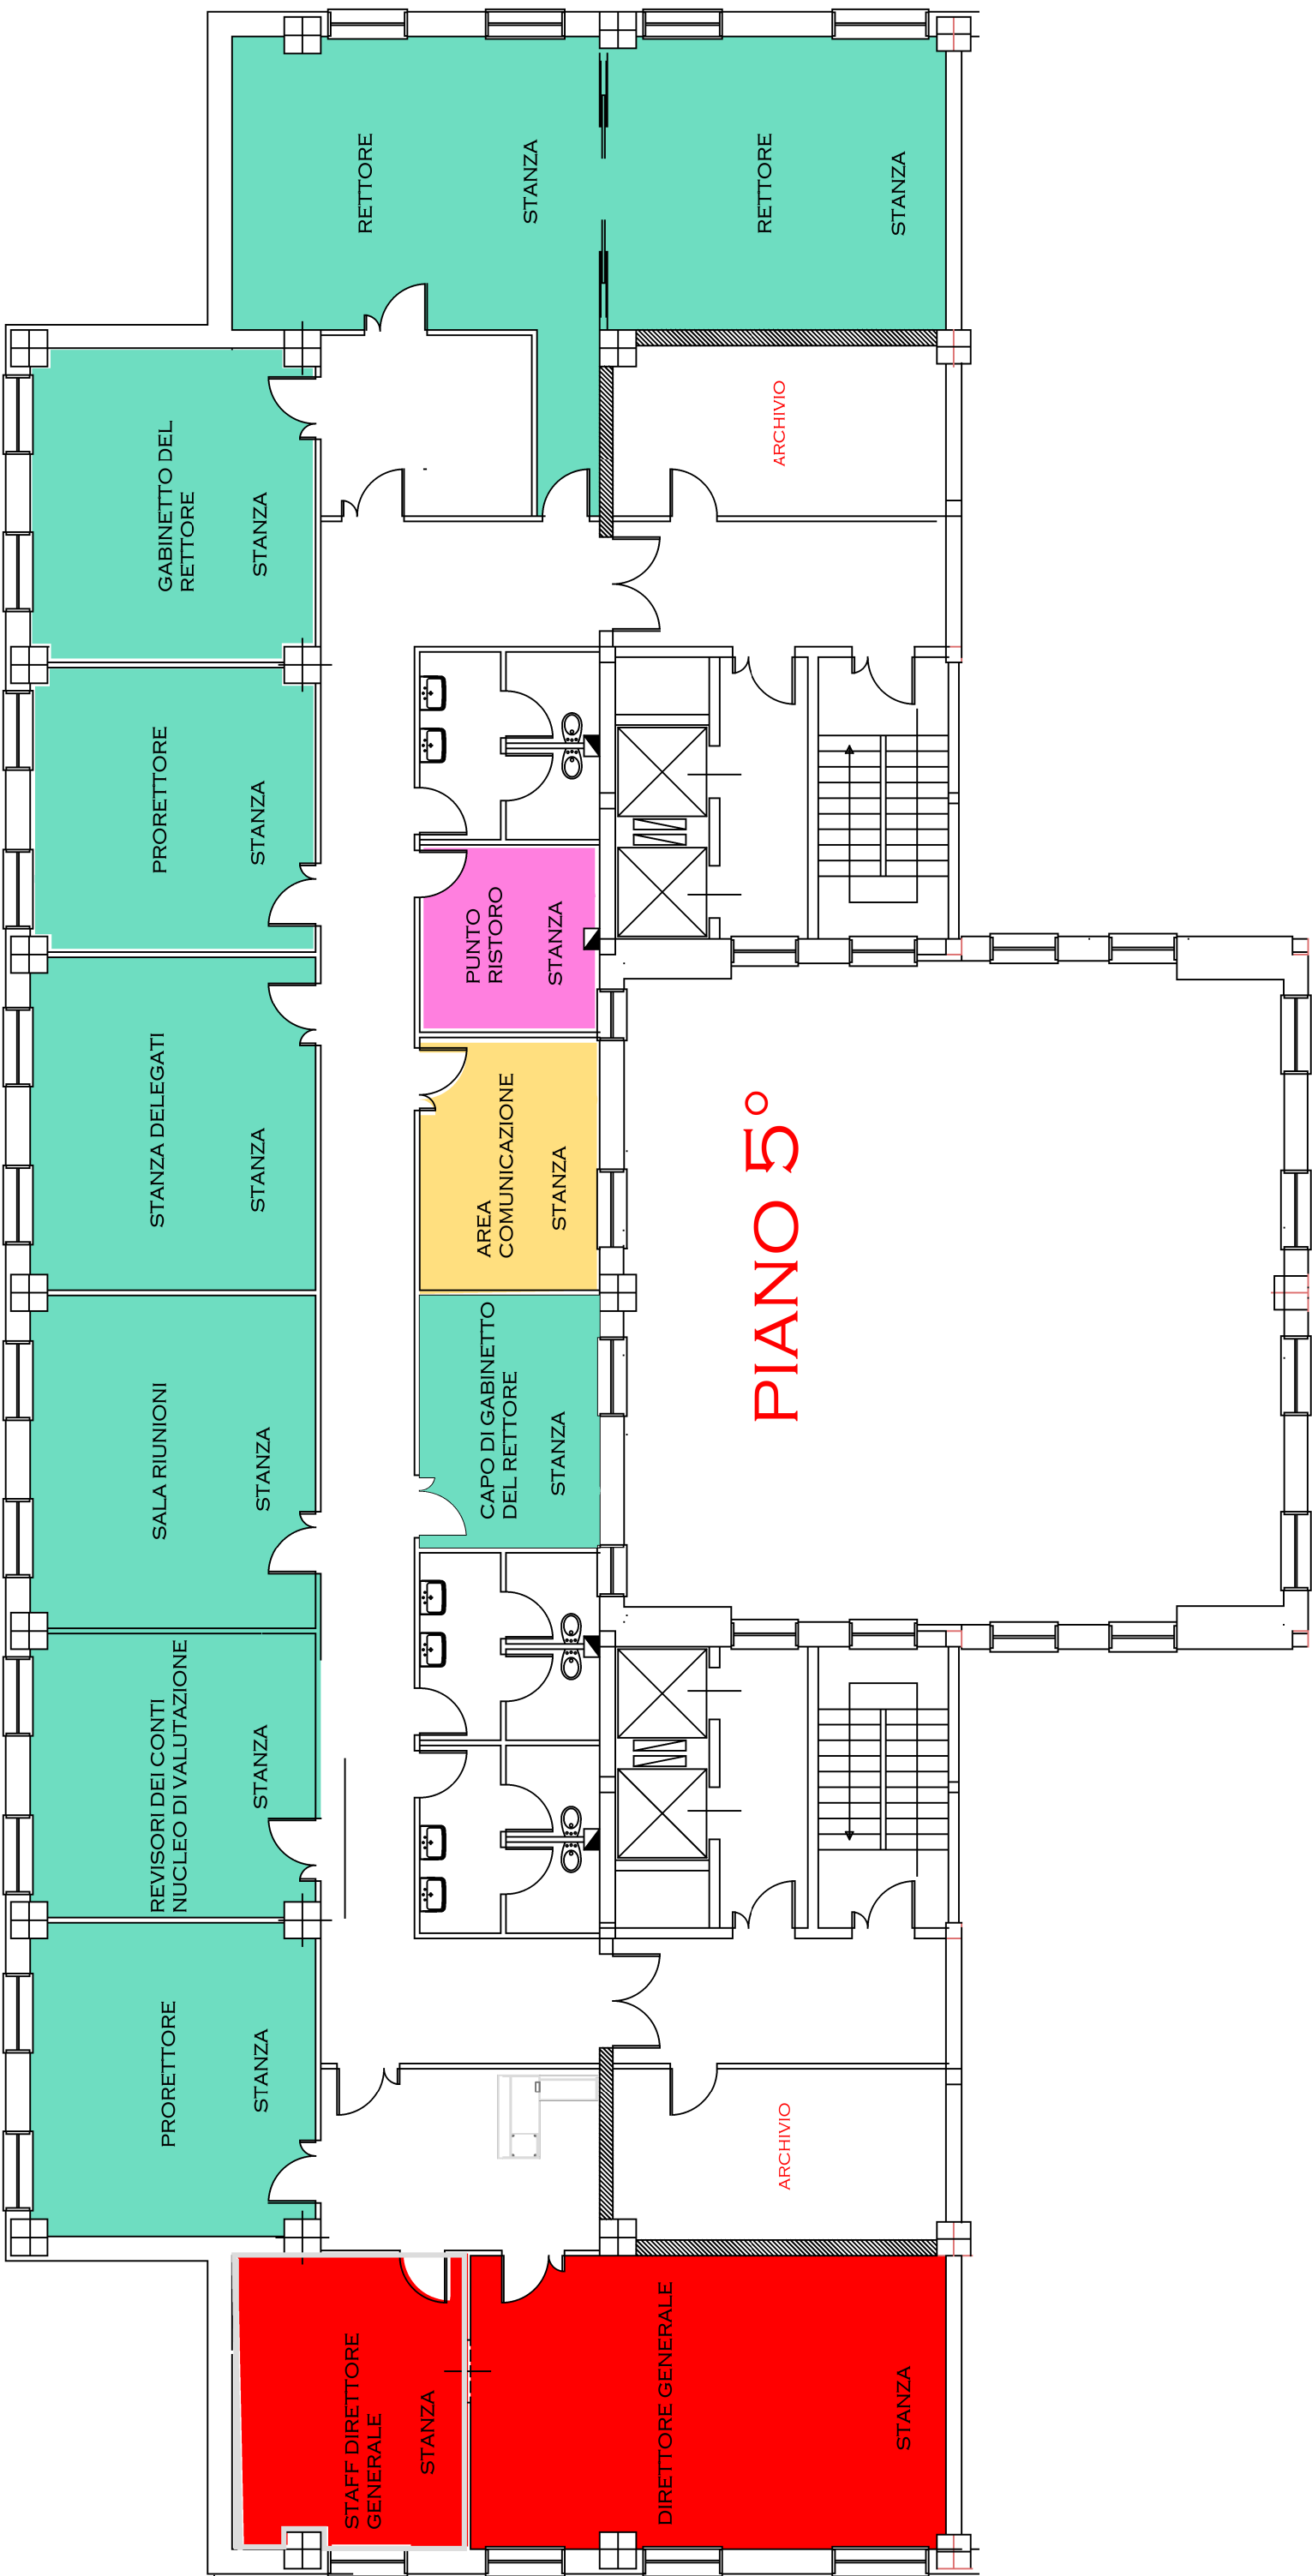 RETTORE
STANZA
RETTORE
STANZA
ARCHIVIO
GABINETTO DEL
RETTORE
STANZA
PRORETTORE
STANZA
PUNTO
RISTORO
STANZA
STANZA DELEGATI
STANZA
AREA
COMUNICAZIONE
STANZA
PIANO 5°
SALA RIUNIONI
STANZA
CAPO DI GABINETTO
DEL RETTORE
STANZA
REVISORI DEI CONTI
NUCLEO DI VALUTAZIONE
STANZA
PRORETTORE
STANZA
ARCHIVIO
STAFF DIRETTORE
GENERALE
STANZA
DIRETTORE GENERALE
STANZA